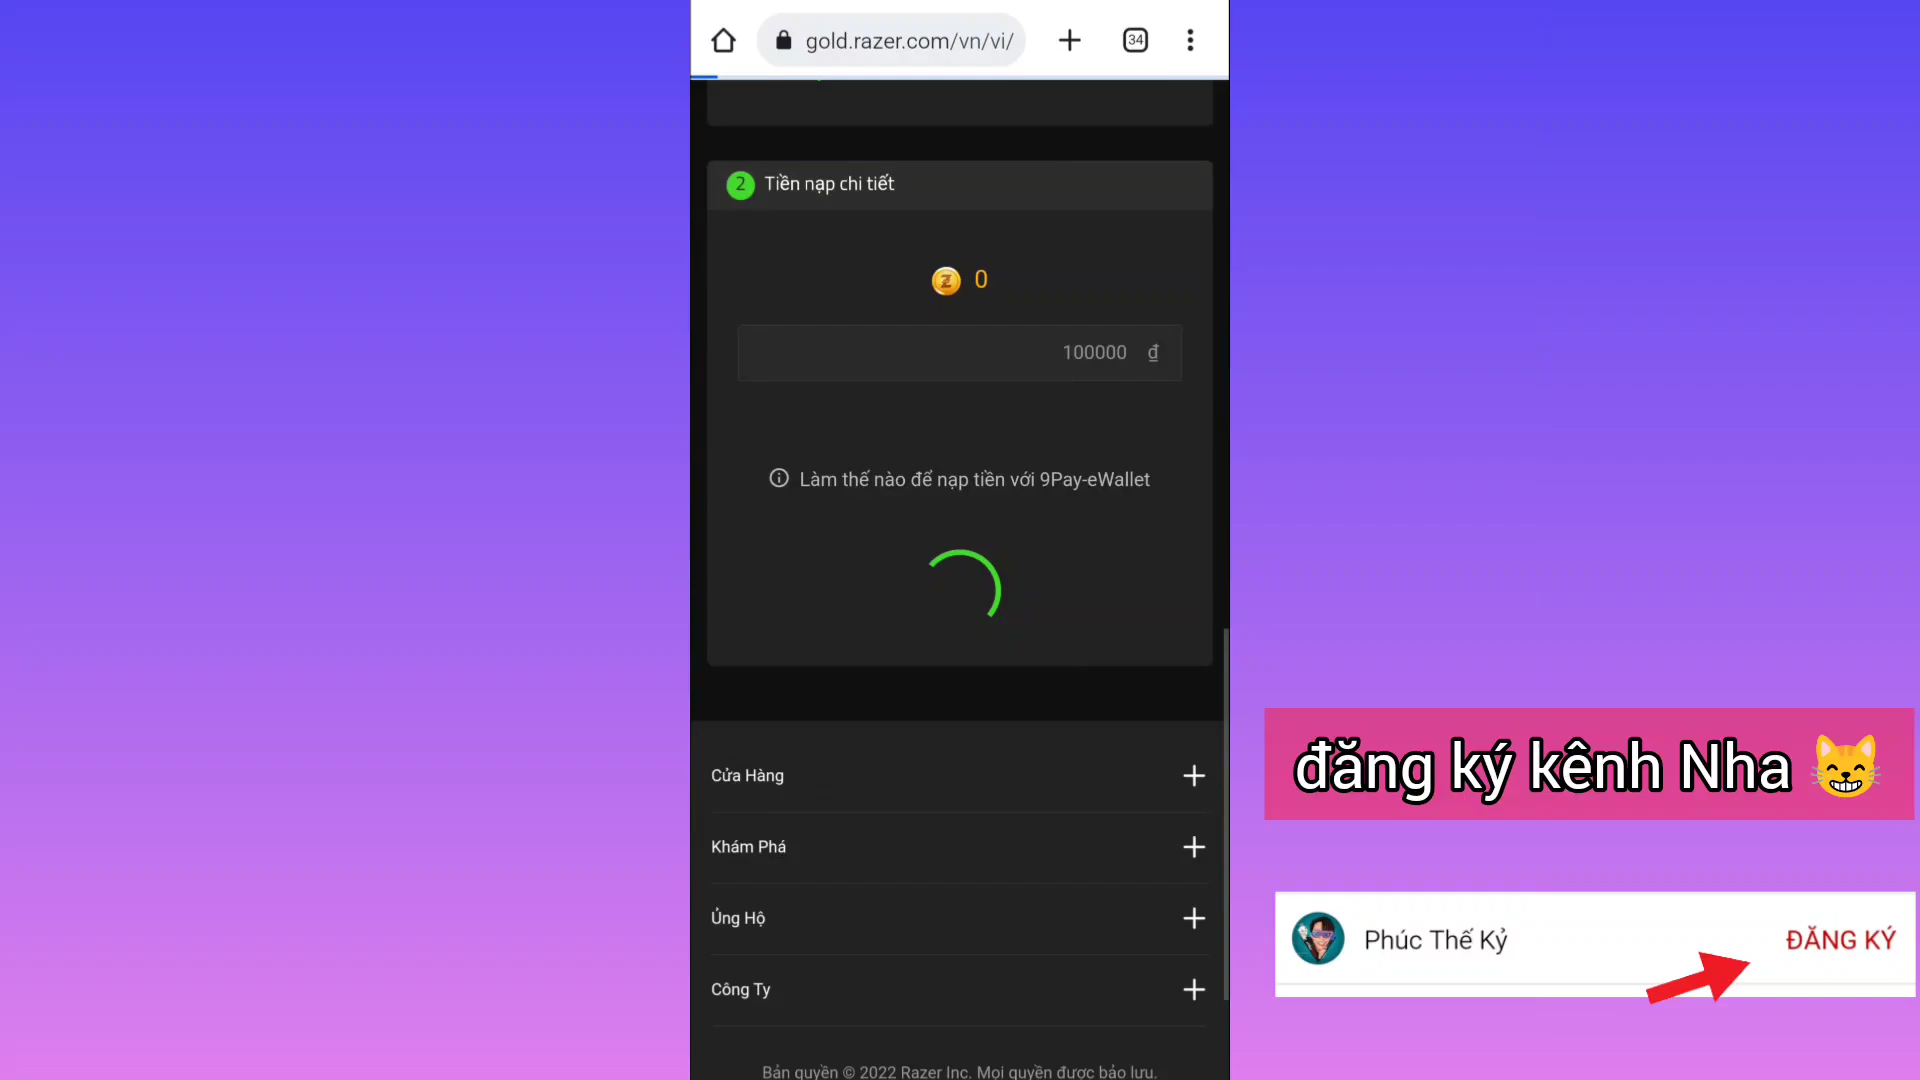 gold.razer.com/vn/vi/
34
2 Tiền nạp chi tiết
0
100000 ₫
Làm thế nào để nạp tiền với 9Pay-eWallet
Cửa Hàng
Khám Phá
Ủng Hộ
Công Ty
Bản quyền © 2022 Razer Inc. Mọi quyền được bảo lưu.
đăng ký kênh Nha 😸
Phúc Thế Kỷ
ĐĂNG KÝ